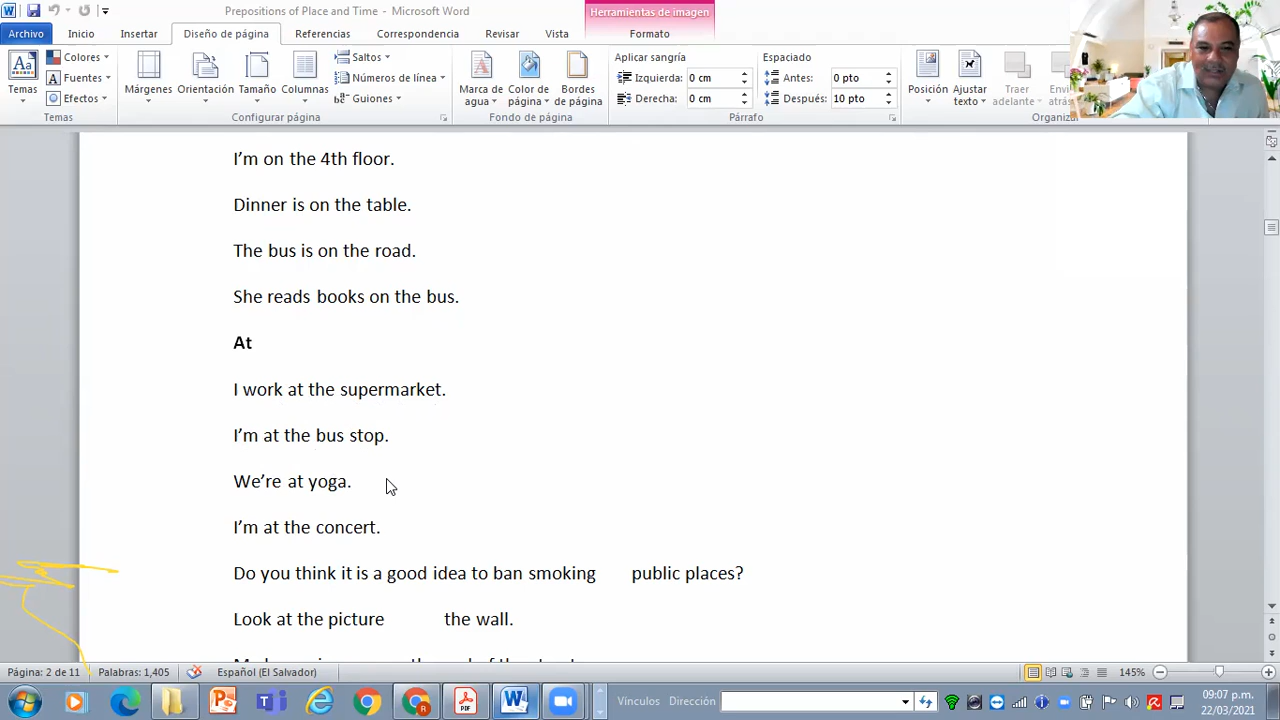 Prepositions of Place and Time - Microsoft Word
Herramientas de imagen
Archivo Inicio Insertar Diseño de página Referencias Correspondencia Revisar Vista Formato
Temas
Colores
Fuentes
Efectos
Temas
Márgenes Orientación Tamaño Columnas
Saltos
Números de línea
Guiones
Configurar página
Marca de agua
Color de página
Bordes de página
Fondo de página
Aplicar sangría
Izquierda: 0 cm
Derecha: 0 cm
Espaciado
Antes: 0 pto
Después: 10 pto
Párrafo
Posición
Ajustar texto
Traer adelante
Organiz
I’m on the 4th floor.
Dinner is on the table.
The bus is on the road.
She reads books on the bus.
At
I work at the supermarket.
I’m at the bus stop.
We’re at yoga.
I’m at the concert.
Do you think it is a good idea to ban smoking public places?
Look at the picture the wall.
Página: 2 de 11 Palabras: 1,405 Español (El Salvador) 145%
Vínculos Dirección
09:07 p.m.
22/03/2021